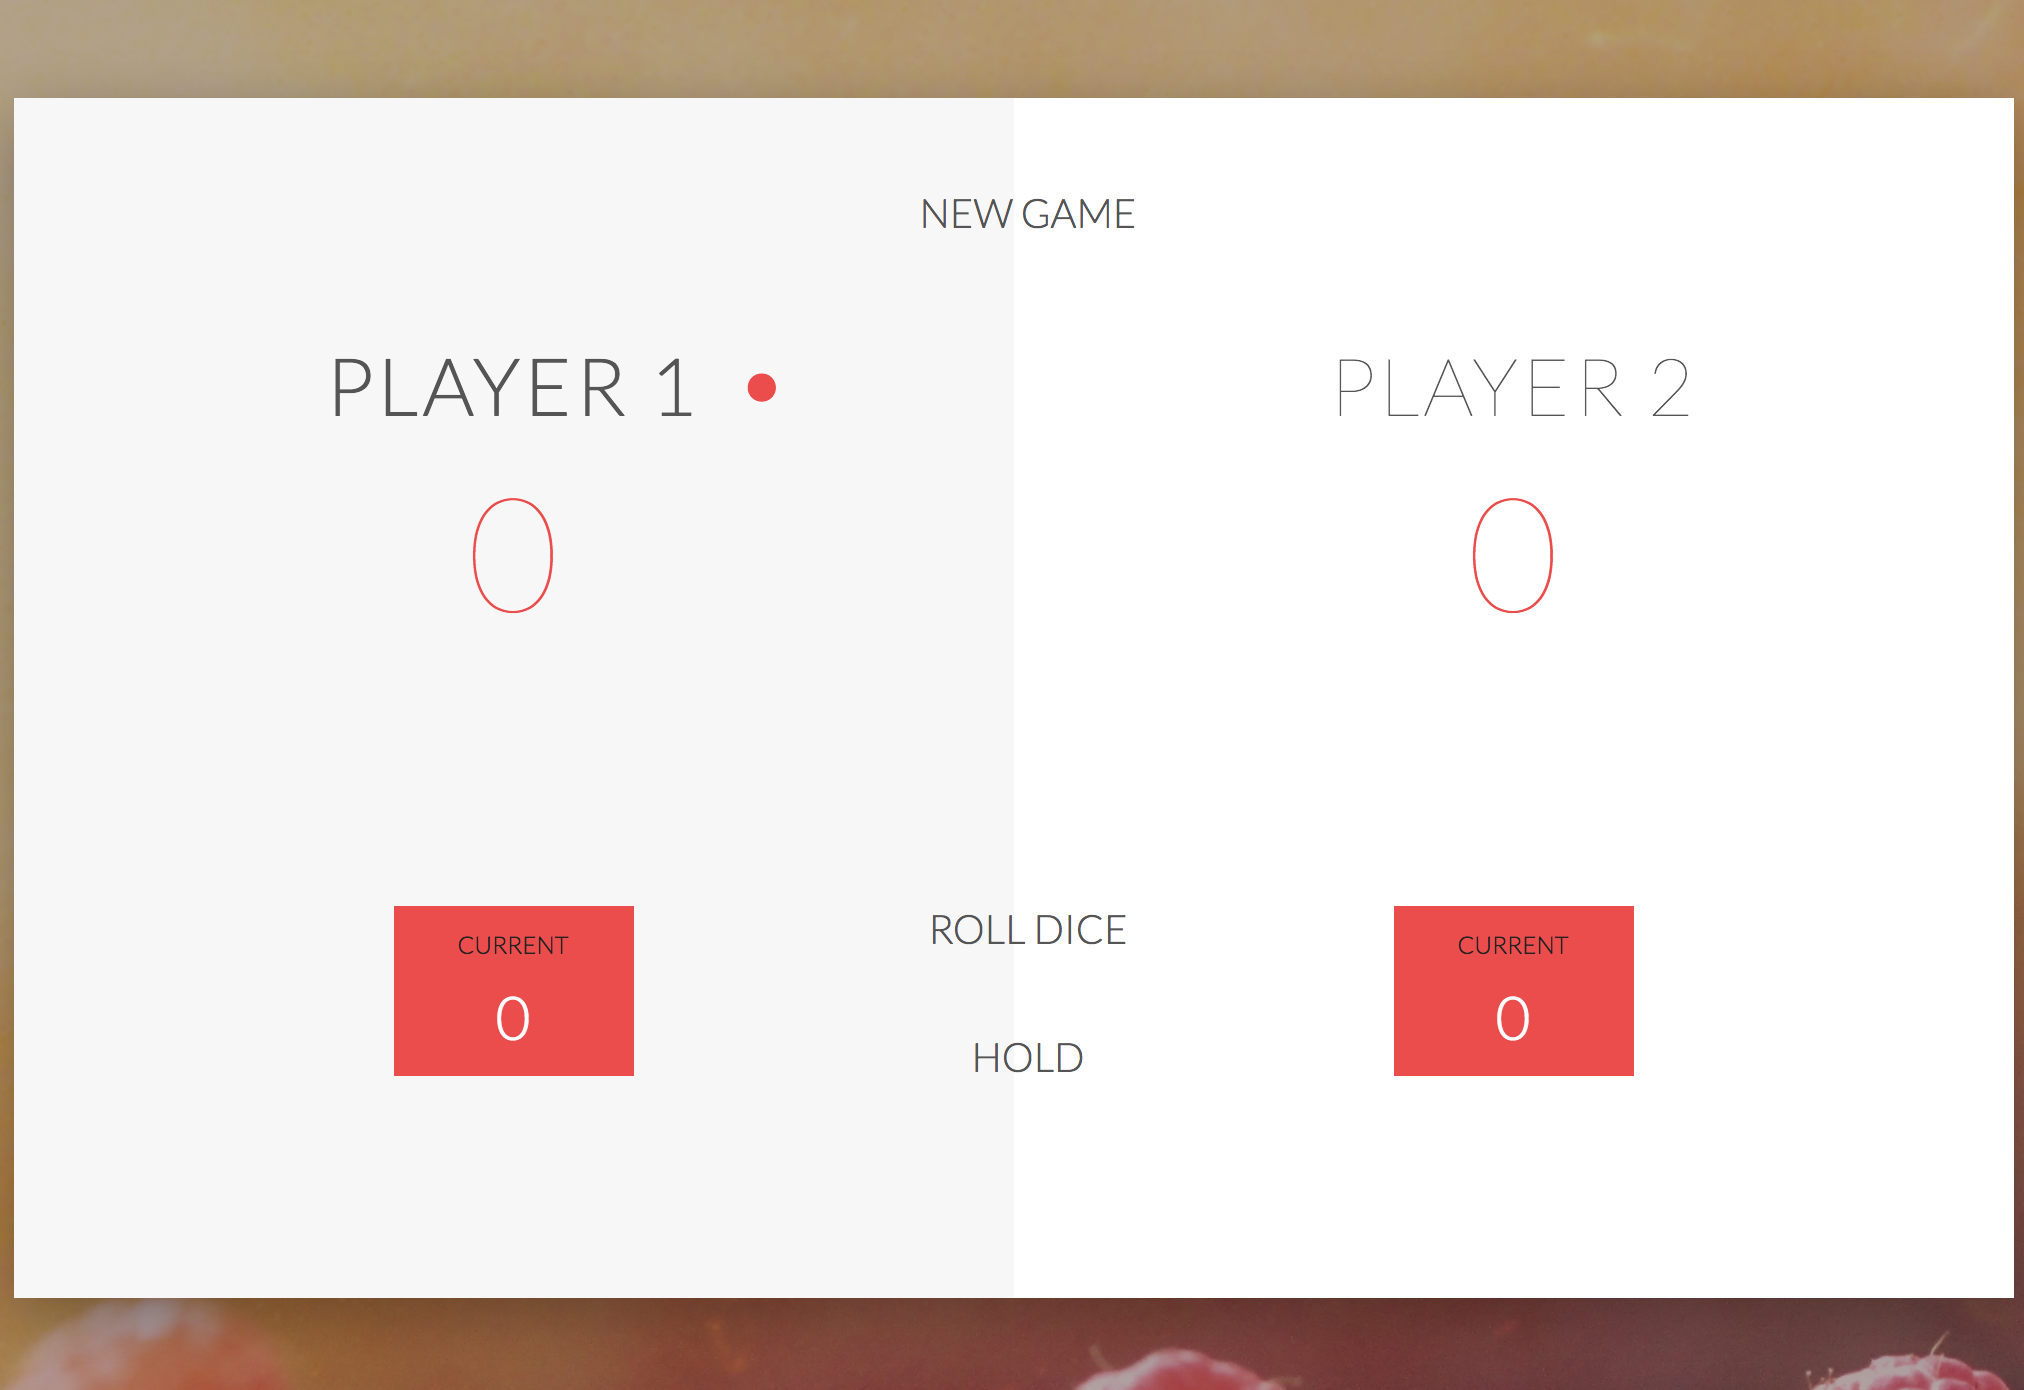 NEW GAME
PLAYER 1
0
PLAYER 2
0
CURRENT
0
ROLL DICE
HOLD
CURRENT
0